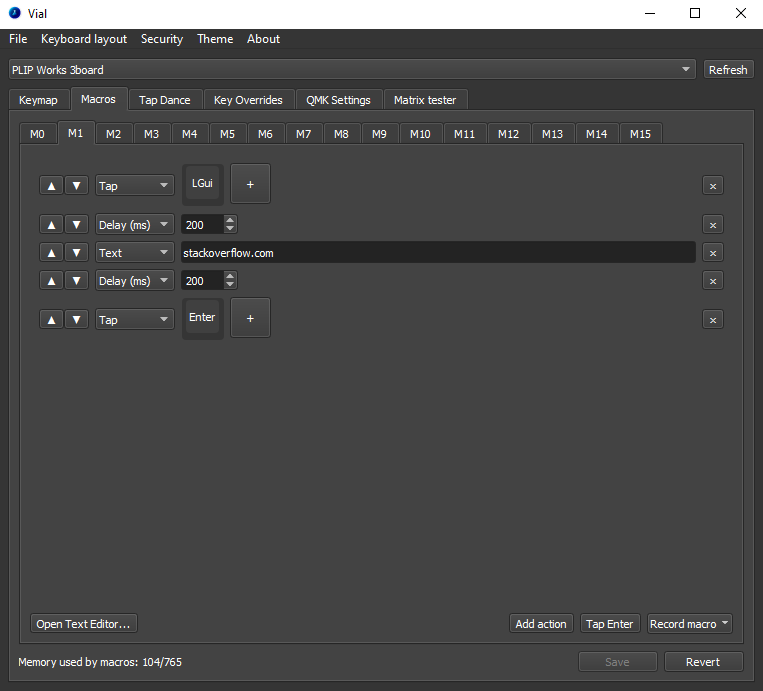 Vial
File Keyboard layout Security Theme About
PLIP Works 3board Refresh
Keymap Macros Tap Dance Key Overrides QMK Settings Matrix tester
M0 M1 M2 M3 M4 M5 M6 M7 M8 M9 M10 M11 M12 M13 M14 M15
▲ ▼ Tap LGui + ×
▲ ▼ Delay (ms) 200 ×
▲ ▼ Text stackoverflow.com ×
▲ ▼ Delay (ms) 200 ×
▲ ▼ Tap Enter + ×
Open Text Editor... Add action Tap Enter Record macro
Memory used by macros: 104/765 Save Revert